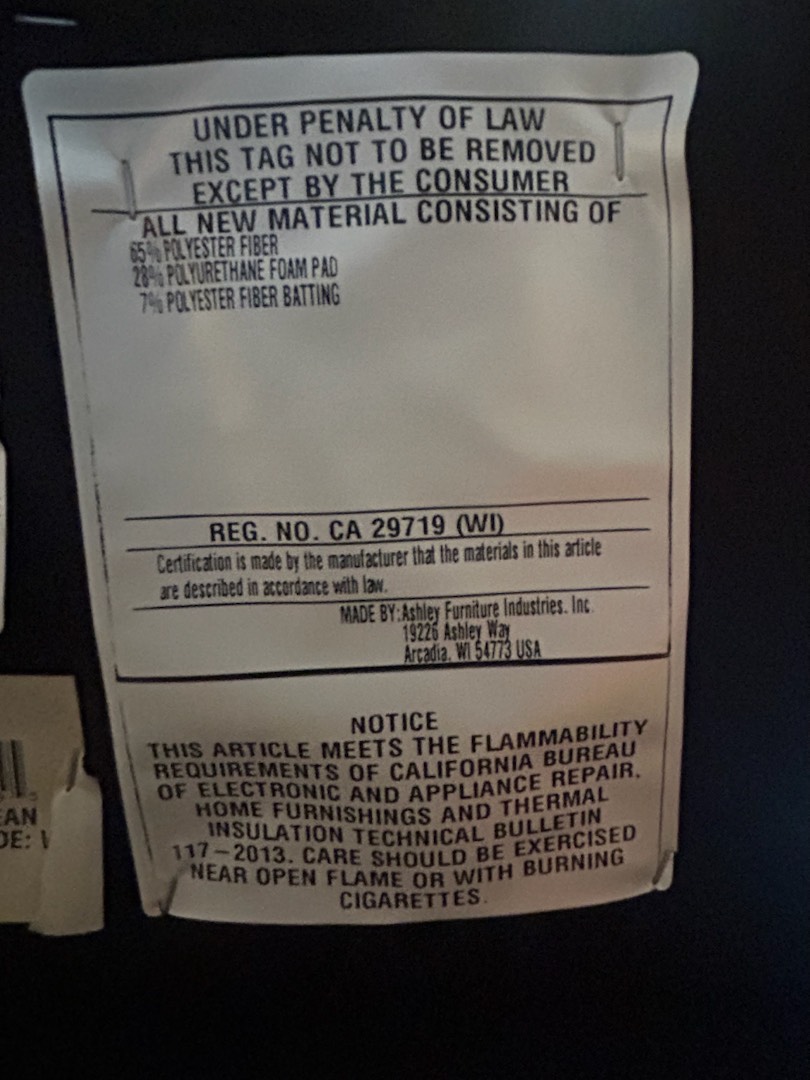 UNDER PENALTY OF LAW
THIS TAG NOT TO BE REMOVED
EXCEPT BY THE CONSUMER
ALL NEW MATERIAL CONSISTING OF
65% POLYESTER FIBER
28% POLYURETHANE FOAM PAD
7% POLYESTER FIBER BATTING
REG. NO. CA 29719 (WI)
Certification is made by the manufacturer that the materials in this article
are described in accordance with law.
MADE BY:Ashley Furniture Industries. Inc.
19226 Ashley Way
Arcadia. WI 54773 USA
NOTICE
THIS ARTICLE MEETS THE FLAMMABILITY
REQUIREMENTS OF CALIFORNIA BUREAU
OF ELECTRONIC AND APPLIANCE REPAIR.
HOME FURNISHINGS AND THERMAL
INSULATION TECHNICAL BULLETIN
117-2013. CARE SHOULD BE EXERCISED
NEAR OPEN FLAME OR WITH BURNING
CIGARETTES.